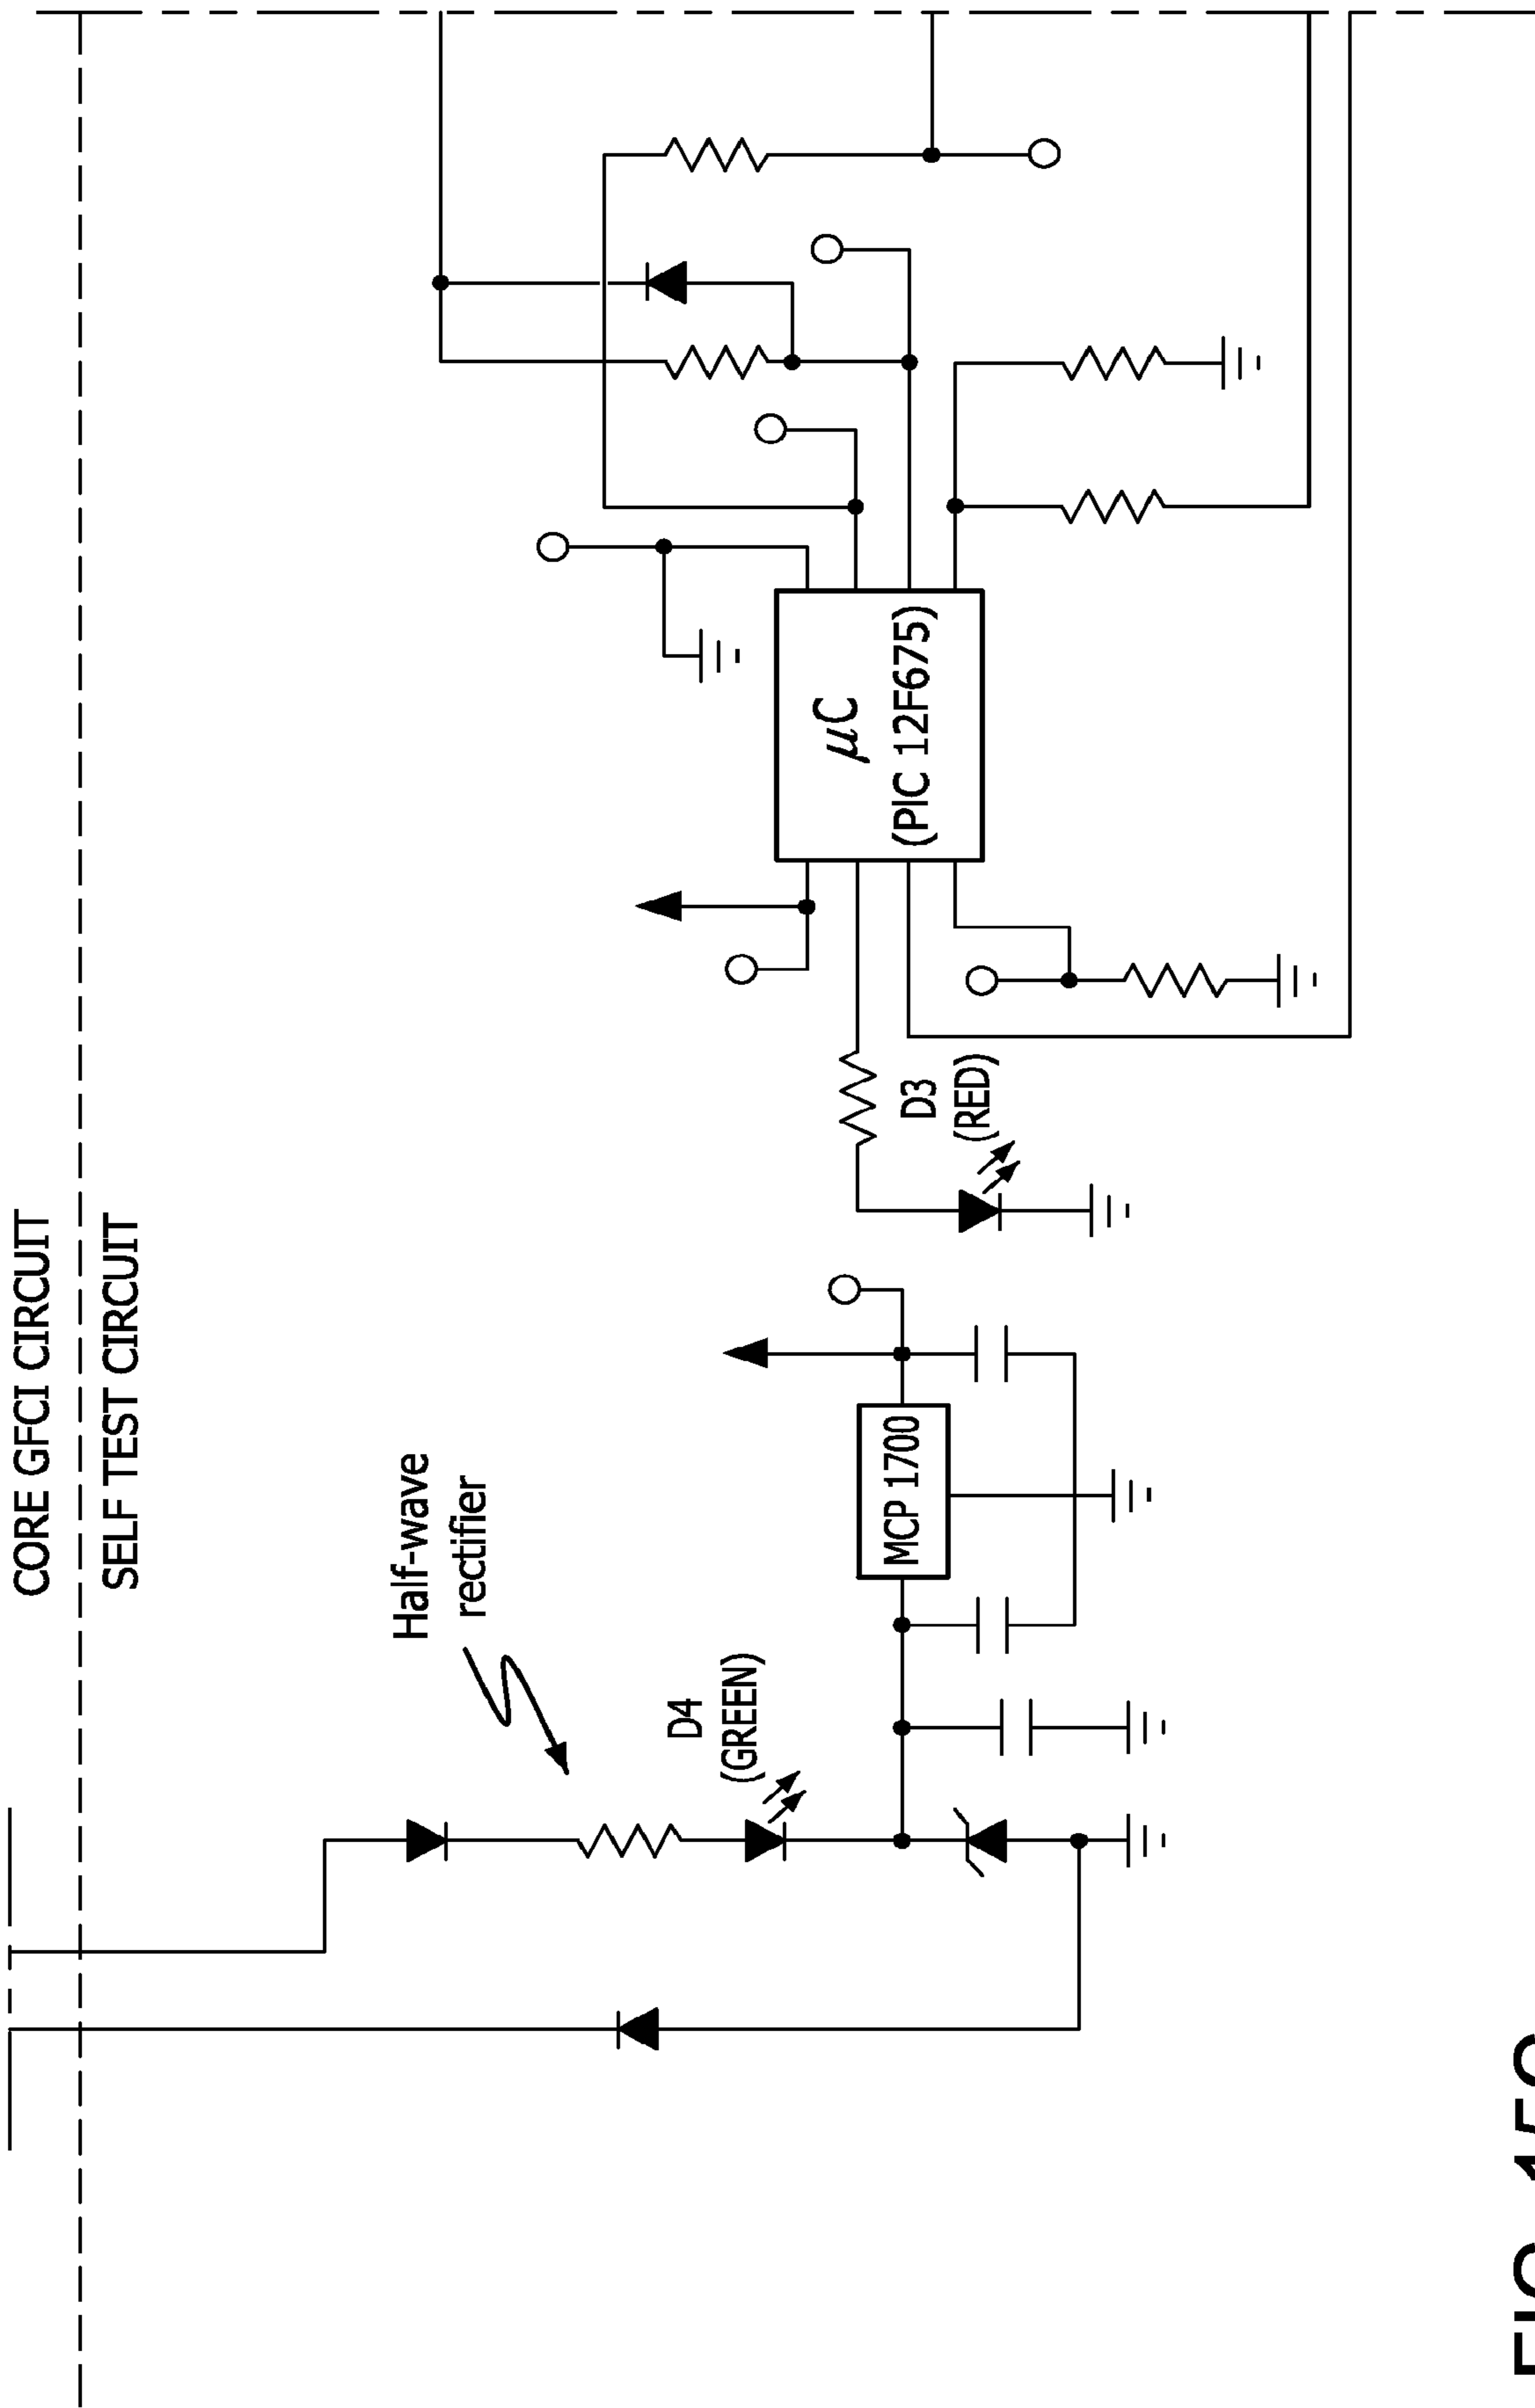 CORE GFCI CIRCUIT
SELF TEST CIRCUIT
Half-wave
rectifier
D4
(GREEN)
MCP 1700
D3
(RED)
μC
(PIC 12F675)